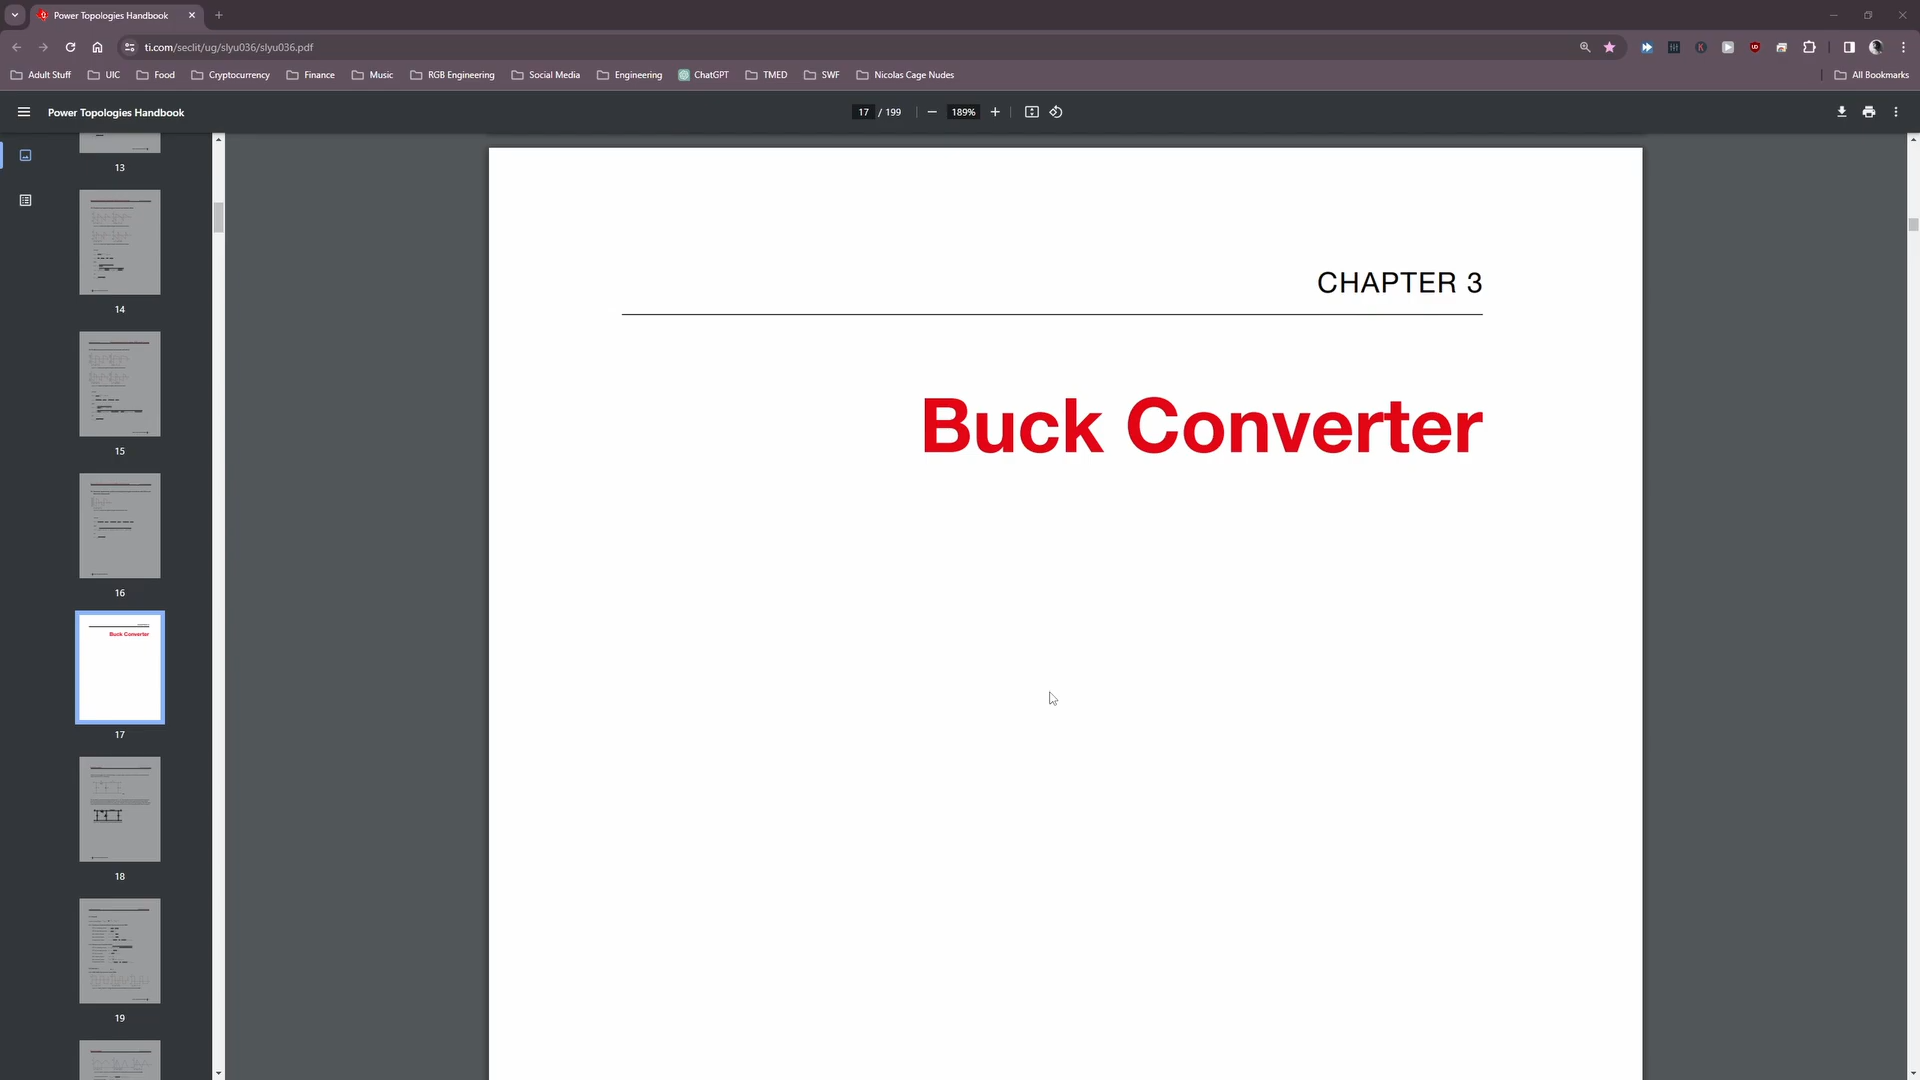 Power Topologies Handbook
ti.com/seclit/ug/slyu036/slyu036.pdf
Adult Stuff
UIC
Food
Cryptocurrency
Finance
Music
RGB Engineering
Social Media
Engineering
ChatGPT
TMED
SWF
Nicolas Cage Nudes
All Bookmarks
Power Topologies Handbook
17 / 199
189%
13
14
15
16
Buck Converter
17
18
19
CHAPTER 3
Buck Converter